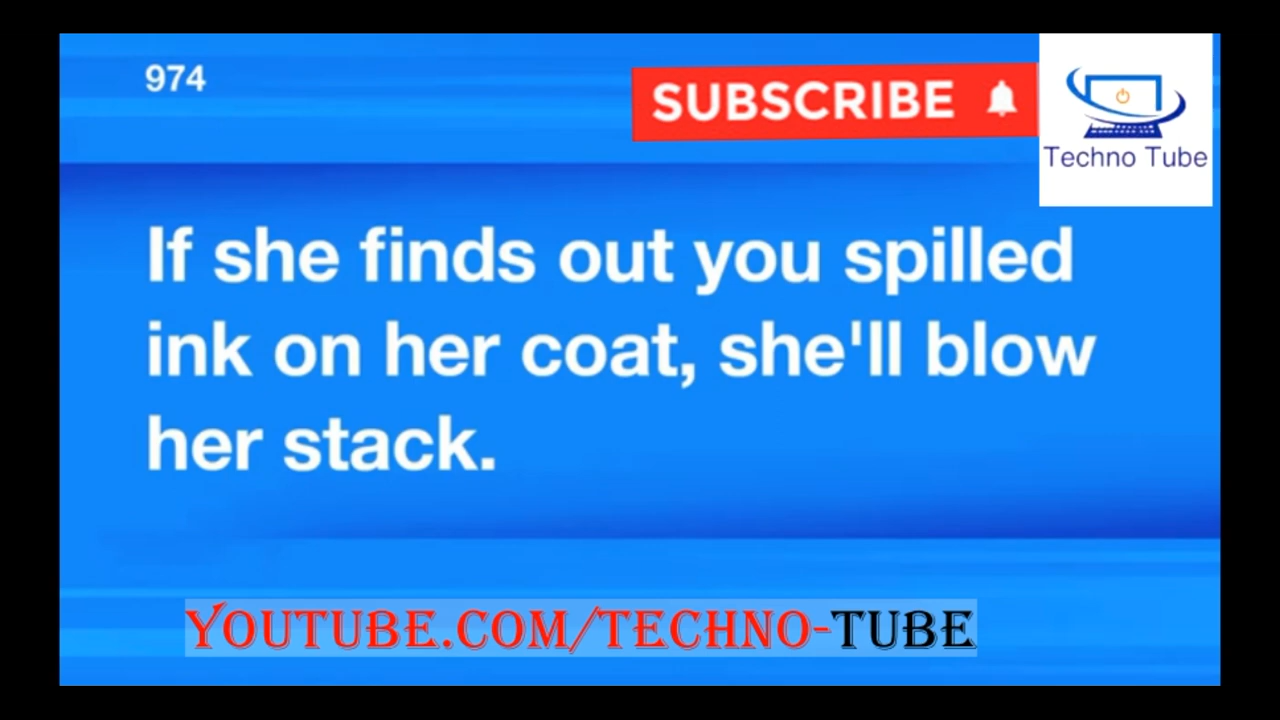 974
SUBSCRIBE
Techno Tube
If she finds out you spilled
ink on her coat, she'll blow
her stack.
YOUTUBE.COM/TECHNO-TUBE